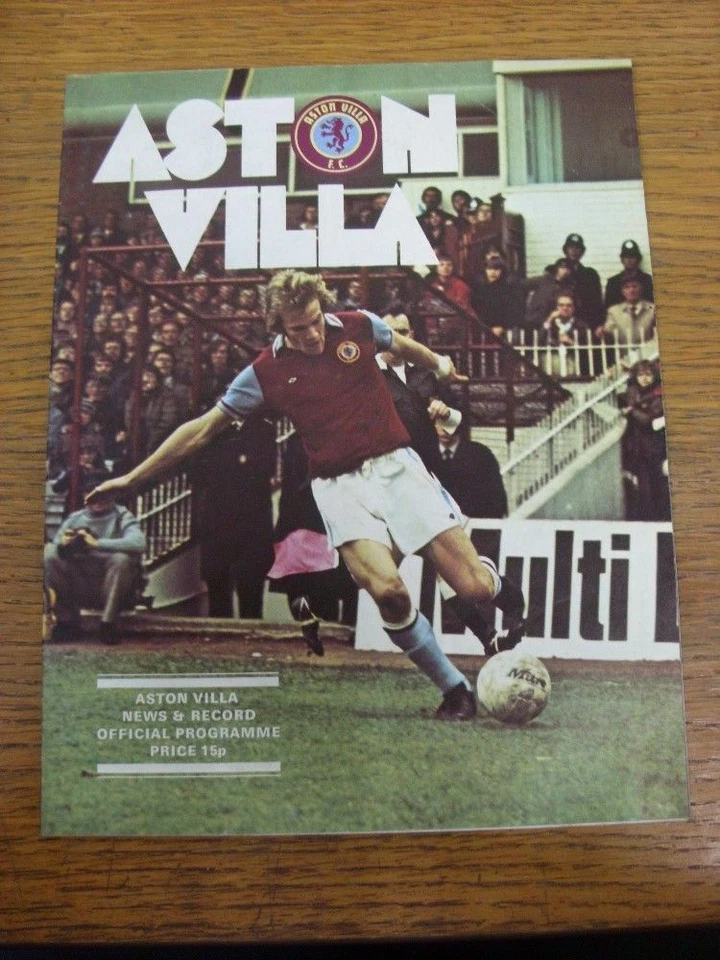 ASTON
ASTON VILLA
F.C.
VILLA
Multi
ASTON VILLA
NEWS & RECORD
OFFICIAL PROGRAMME
PRICE 15p